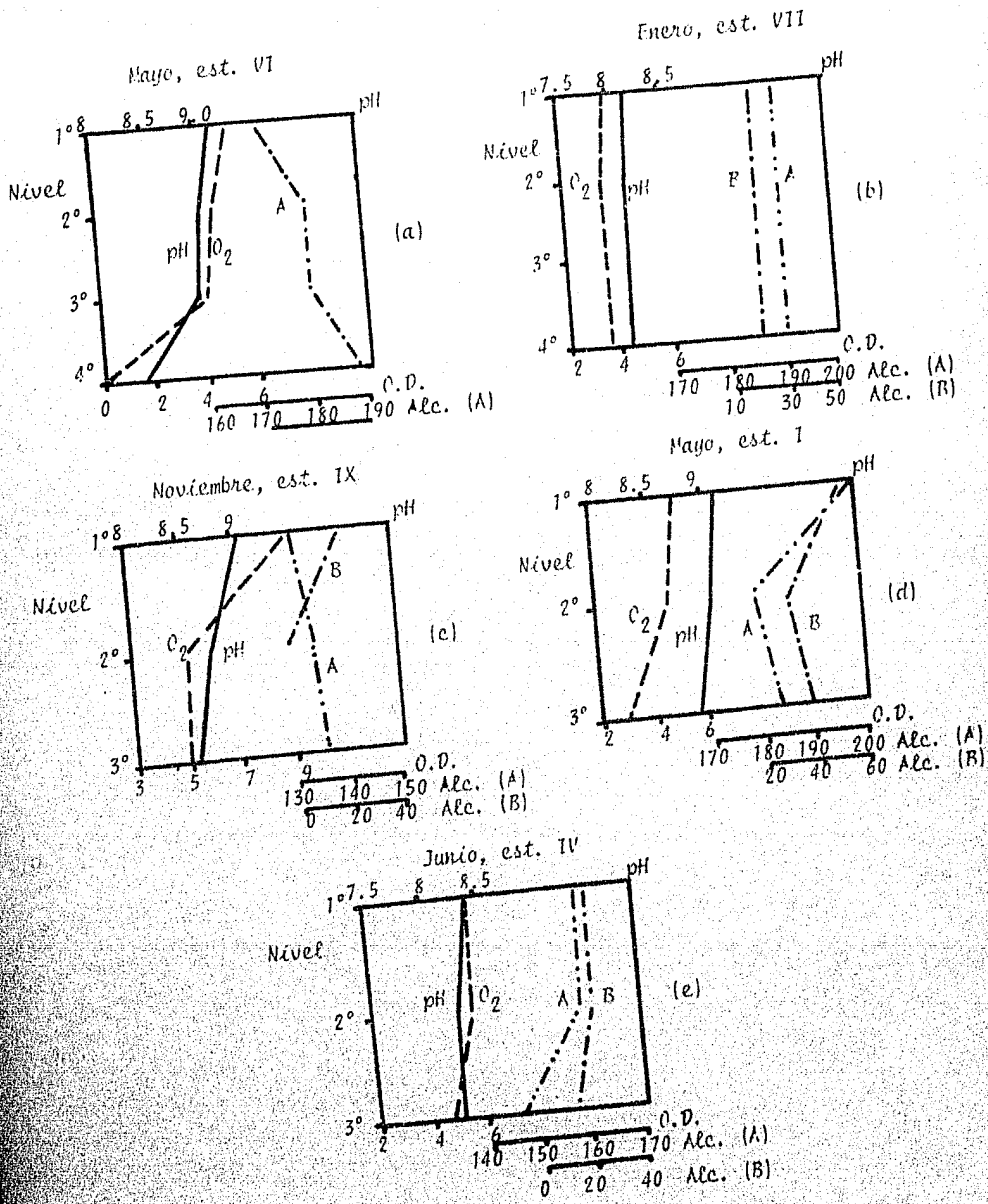 Mayo, est. VI
1° 8 8.5 9.0 pH
Nivel
2°
A
pH O2
(a)
3°
4°
0 2 4 6 O.D.
160 170 180 190 Alc. (A)
Enero, est. VII
1° 7.5 8 8.5 pH
Nivel
2°
O2 pH B A
(b)
3°
4°
2 4 6 O.D.
170 180 190 200 Alc. (A)
10 30 50 Alc. (B)
Noviembre, est. IX
1° 8 8.5 9 pH
B
Nivel
O2 pH
(c)
2°
A
3°
3 5 7 9 O.D.
130 140 150 Alc. (A)
0 20 40 Alc. (B)
Mayo, est. I
1° 8 8.5 9 pH
Nivel
2°
O2 pH A B
(d)
3°
2 4 6 O.D.
170 180 190 200 Alc. (A)
20 40 60 Alc. (B)
Junio, est. IV
1° 7.5 8 8.5 pH
Nivel
pH O2 A B
(e)
2°
3°
2 4 6 O.D.
140 150 160 170 Alc. (A)
0 20 40 Alc. (B)